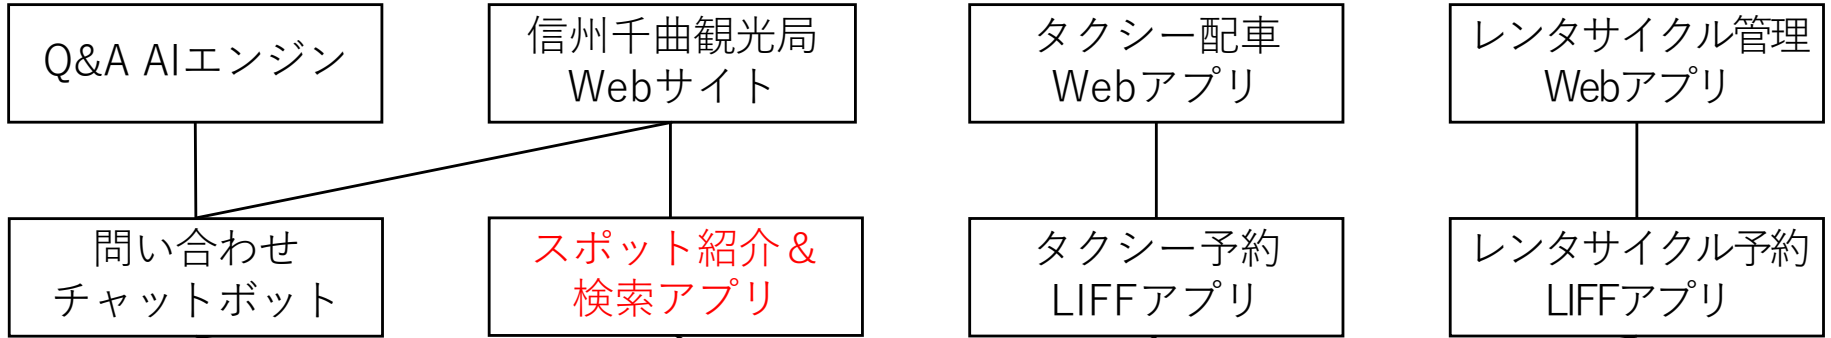 Q&A AIエンジン
信州千曲観光局
Webサイト
タクシー配車
Webアプリ
レンタサイクル管理
Webアプリ
問い合わせ
チャットボット
スポット紹介＆
検索アプリ
タクシー予約
LIFFアプリ
レンタサイクル予約
LIFFアプリ